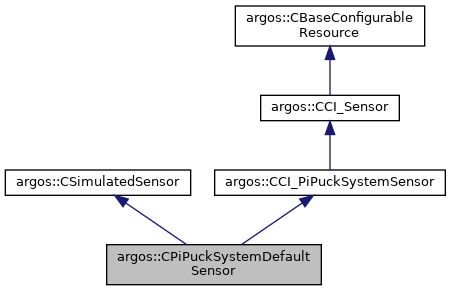 argos::CBaseConfigurable
Resource
argos::CCI_Sensor
argos::CSimulatedSensor
argos::CCI_PiPuckSystemSensor
argos::CPiPuckSystemDefault
Sensor